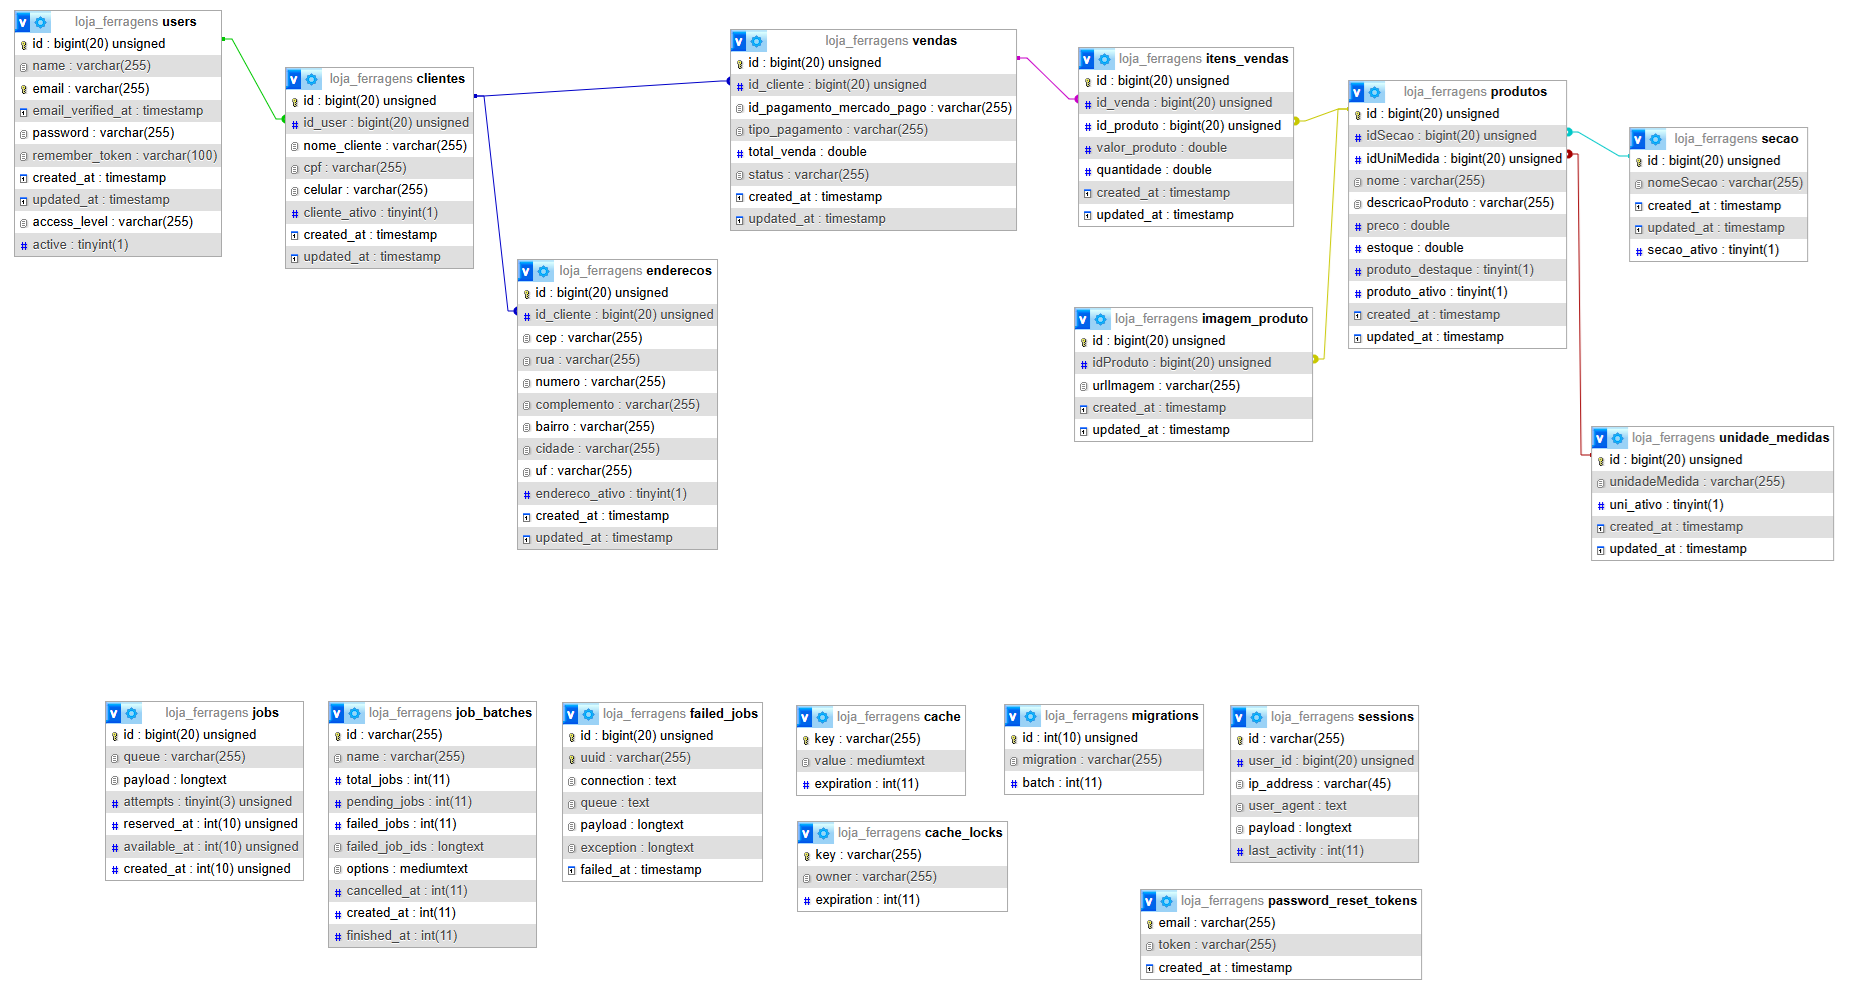 loja_ferragens users
id : bigint(20) unsigned
name : varchar(255)
email : varchar(255)
email_verified_at : timestamp
password : varchar(255)
remember_token : varchar(100)
created_at : timestamp
updated_at : timestamp
access_level : varchar(255)
active : tinyint(1)
loja_ferragens clientes
id : bigint(20) unsigned
id_user : bigint(20) unsigned
nome_cliente : varchar(255)
cpf : varchar(255)
celular : varchar(255)
cliente_ativo : tinyint(1)
created_at : timestamp
updated_at : timestamp
loja_ferragens enderecos
id : bigint(20) unsigned
id_cliente : bigint(20) unsigned
cep : varchar(255)
rua : varchar(255)
numero : varchar(255)
complemento : varchar(255)
bairro : varchar(255)
cidade : varchar(255)
uf : varchar(255)
endereco_ativo : tinyint(1)
created_at : timestamp
updated_at : timestamp
loja_ferragens vendas
id : bigint(20) unsigned
id_cliente : bigint(20) unsigned
id_pagamento_mercado_pago : varchar(255)
tipo_pagamento : varchar(255)
total_venda : double
status : varchar(255)
created_at : timestamp
updated_at : timestamp
loja_ferragens itens_vendas
id : bigint(20) unsigned
id_venda : bigint(20) unsigned
id_produto : bigint(20) unsigned
valor_produto : double
quantidade : double
created_at : timestamp
updated_at : timestamp
loja_ferragens imagem_produto
id : bigint(20) unsigned
idProduto : bigint(20) unsigned
urlImagem : varchar(255)
created_at : timestamp
updated_at : timestamp
loja_ferragens produtos
id : bigint(20) unsigned
idSecao : bigint(20) unsigned
idUniMedida : bigint(20) unsigned
nome : varchar(255)
descricaoProduto : varchar(255)
preco : double
estoque : double
produto_destaque : tinyint(1)
produto_ativo : tinyint(1)
created_at : timestamp
updated_at : timestamp
loja_ferragens secao
id : bigint(20) unsigned
nomeSecao : varchar(255)
created_at : timestamp
updated_at : timestamp
secao_ativo : tinyint(1)
loja_ferragens unidade_medidas
id : bigint(20) unsigned
unidadeMedida : varchar(255)
uni_ativo : tinyint(1)
created_at : timestamp
updated_at : timestamp
loja_ferragens jobs
id : bigint(20) unsigned
queue : varchar(255)
payload : longtext
attempts : tinyint(3) unsigned
reserved_at : int(10) unsigned
available_at : int(10) unsigned
created_at : int(10) unsigned
loja_ferragens job_batches
id : varchar(255)
name : varchar(255)
total_jobs : int(11)
pending_jobs : int(11)
failed_jobs : int(11)
failed_job_ids : longtext
options : mediumtext
cancelled_at : int(11)
created_at : int(11)
finished_at : int(11)
loja_ferragens failed_jobs
id : bigint(20) unsigned
uuid : varchar(255)
connection : text
queue : text
payload : longtext
exception : longtext
failed_at : timestamp
loja_ferragens cache
key : varchar(255)
value : mediumtext
expiration : int(11)
loja_ferragens cache_locks
key : varchar(255)
owner : varchar(255)
expiration : int(11)
loja_ferragens migrations
id : int(10) unsigned
migration : varchar(255)
batch : int(11)
loja_ferragens sessions
id : varchar(255)
user_id : bigint(20) unsigned
ip_address : varchar(45)
user_agent : text
payload : longtext
last_activity : int(11)
loja_ferragens password_reset_tokens
email : varchar(255)
token : varchar(255)
created_at : timestamp